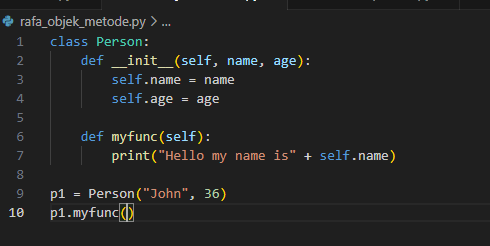 rafa_objek_metode.py > ...
1 class Person:
2     def __init__(self, name, age):
3         self.name = name
4         self.age = age
5
6     def myfunc(self):
7         print("Hello my name is" + self.name)
8
9 p1 = Person("John", 36)
10 p1.myfunc()